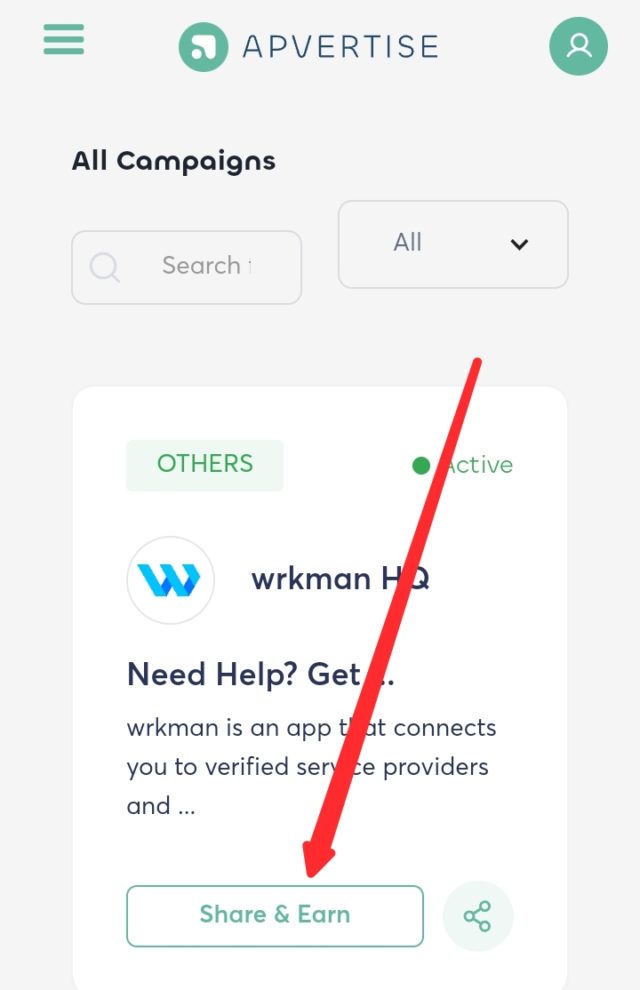 APVERTISE
All Campaigns
Search
All
OTHERS
Active
wrkman HQ
Need Help? Get ...
wrkman is an app that connects
you to verified service providers
and ...
Share & Earn